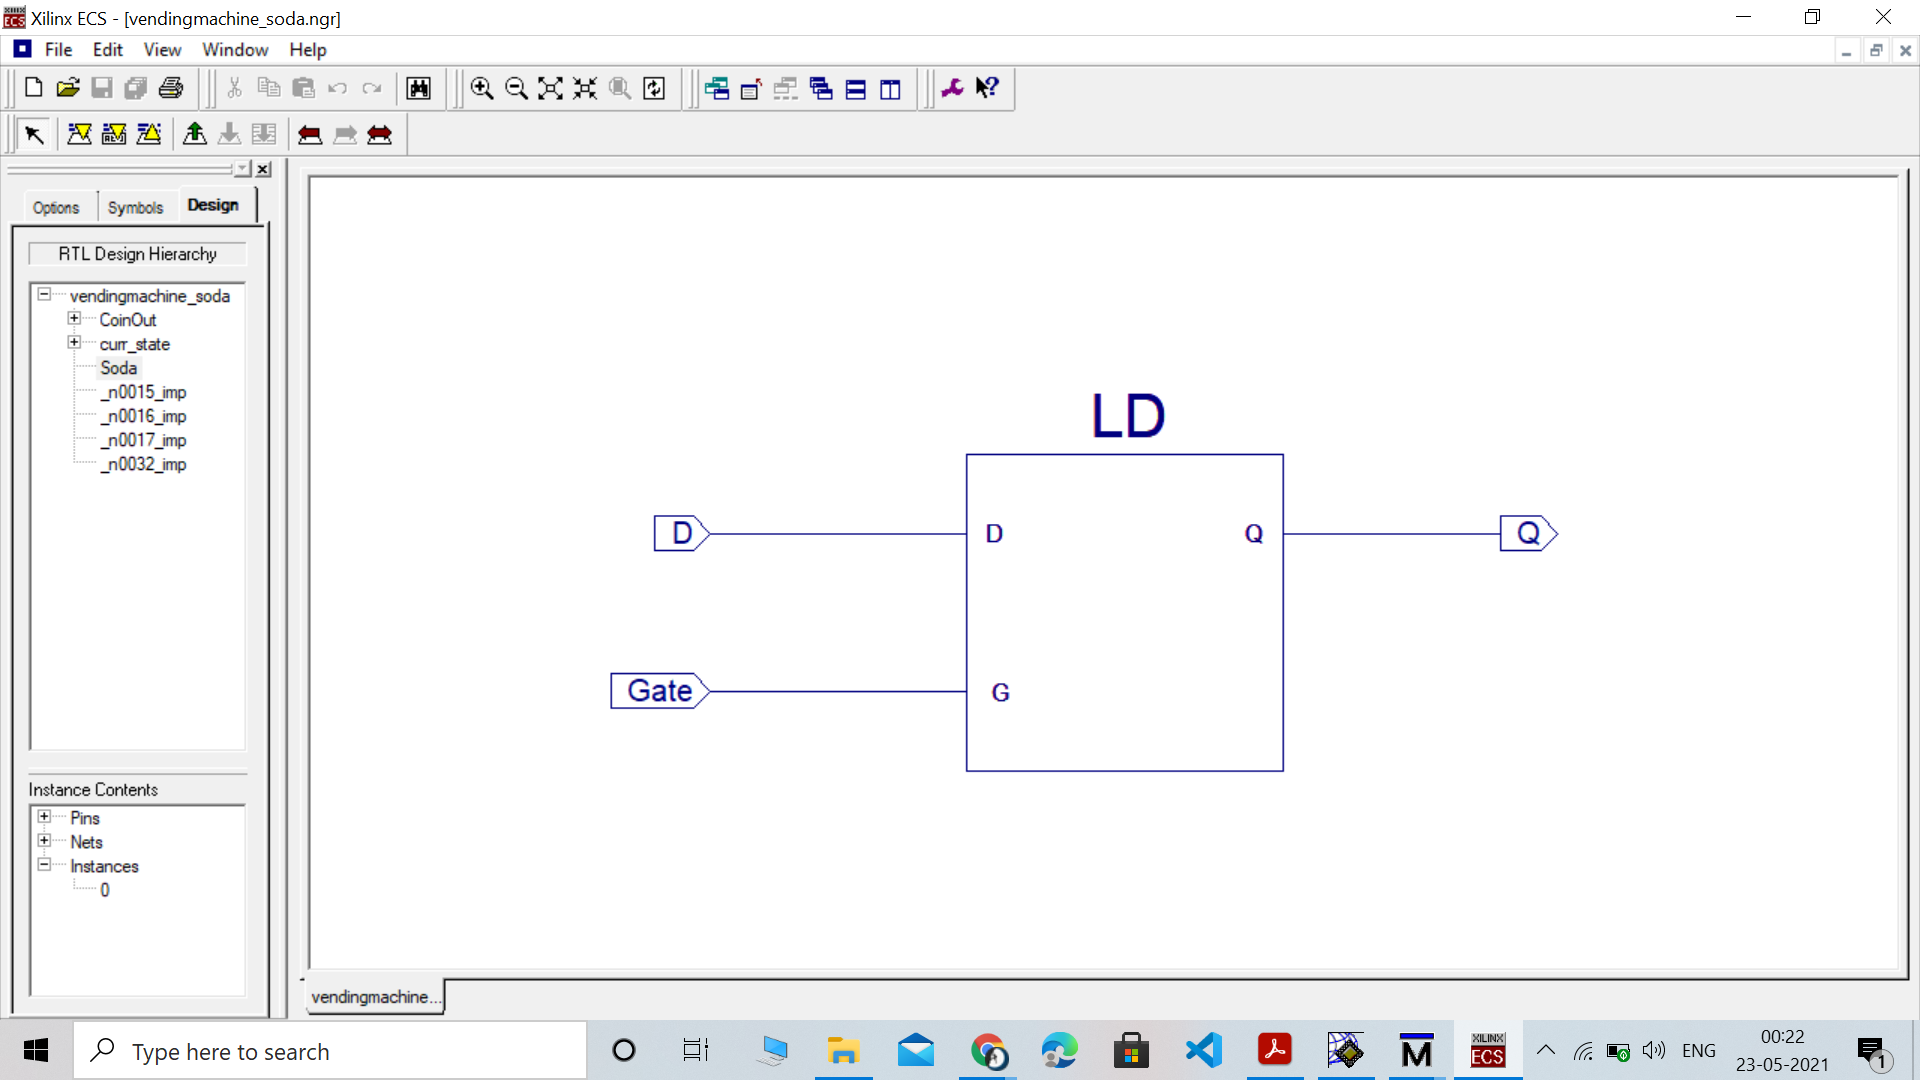 Xilinx ECS - [vendingmachine_soda.ngr]
File Edit View Window Help
Options Symbols Design
RTL Design Hierarchy
vendingmachine_soda
CoinOut
curr_state
Soda
_n0015_imp
_n0016_imp
_n0017_imp
_n0032_imp
Instance Contents
Pins
Nets
Instances
0
LD
D D Q Q
Gate G
vendingmachine...
Type here to search
XILINX
ECS
ENG
00:22
23-05-2021
1